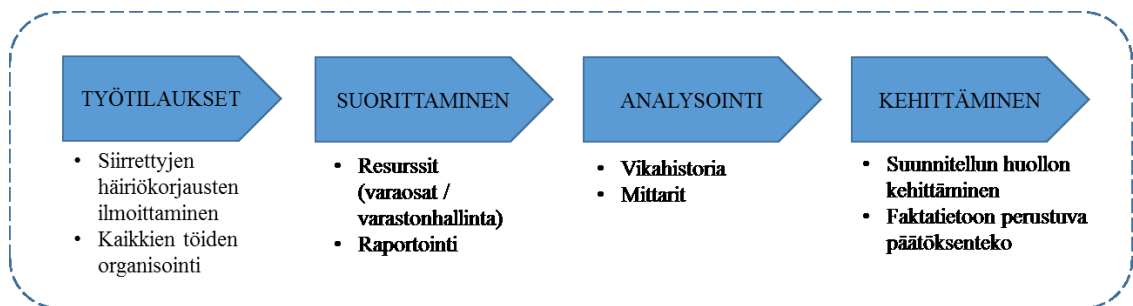 TYÖTILAUKSET
• Siirrettyjen
häiriökorjausten
ilmoittaminen
• Kaikkien töiden
organisointi
SUORITTAMINEN
• Resurssit
(varaosat /
varastonhallinta)
• Raportointi
ANALYSOINTI
• Vikahistoria
• Mittarit
KEHITTÄMINEN
• Suunnitellun huollon
kehittäminen
• Faktatietoon perustuva
päätöksenteko